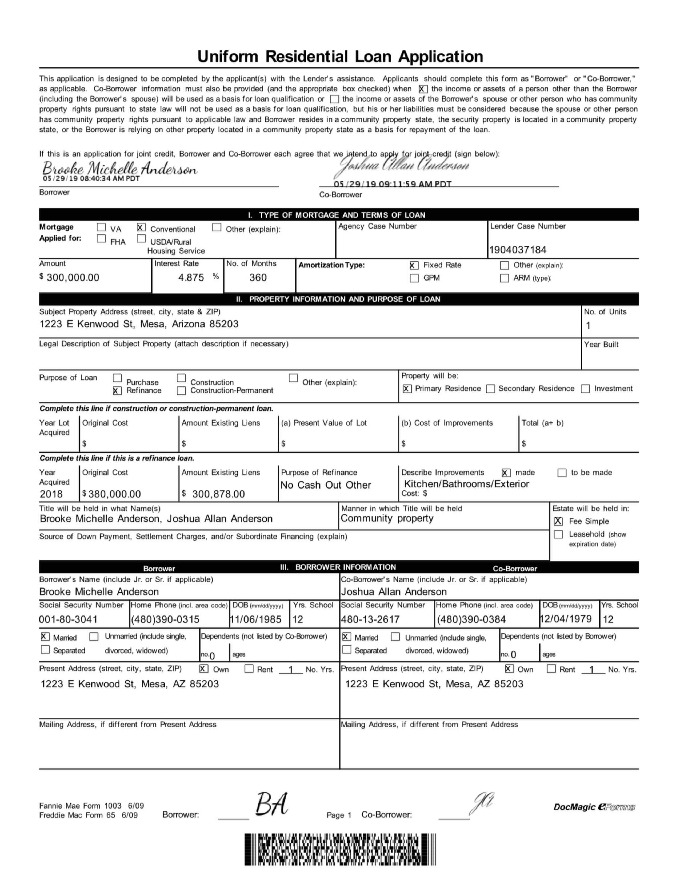 Uniform Residential Loan Application
This application is designed to be completed by the applicant(s) with the Lender's assistance. Applicants should complete this form as "Borrower" or "Co-Borrower,"
as applicable. Co-Borrower information must also be provided (and the appropriate box checked) when X the income or assets of a person other than the Borrower
(including the Borrower's spouse) will be used as a basis for loan qualification or the income or assets of the Borrower's spouse or other person who has community
property rights pursuant to state law will not be used as a basis for loan qualification, but his or her liabilities must be considered because the spouse or other person
has community property rights pursuant to applicable law and Borrower resides in a community property state, the security property is located in a community property
state, or the Borrower is relying on other property located in a community property state as a basis for repayment of the loan.
If this is an application for joint credit, Borrower and Co-Borrower each agree that we intend to apply for joint credit (sign below):
Brooke Michelle Anderson Joshua Allan Anderson
05/29/19 08:40:34 AM PDT 05/29/19 09:11:59 AM PDT
Borrower Co-Borrower
I. TYPE OF MORTGAGE AND TERMS OF LOAN
Mortgage VA X Conventional Other (explain): Agency Case Number Lender Case Number
Applied for: FHA USDA/Rural
Housing Service 1904037184
Amount Interest Rate No. of Months Amortization Type: X Fixed Rate Other (explain):
$ 300,000.00 4.875 % 360 GPM ARM (type):
II. PROPERTY INFORMATION AND PURPOSE OF LOAN
Subject Property Address (street, city, state & ZIP) No. of Units
1223 E Kenwood St, Mesa, Arizona 85203 1
Legal Description of Subject Property (attach description if necessary) Year Built
Purpose of Loan Purchase Construction Other (explain): Property will be:
X Refinance Construction-Permanent X Primary Residence Secondary Residence Investment
Complete this line if construction or construction-permanent loan.
Year Lot Original Cost Amount Existing Liens (a) Present Value of Lot (b) Cost of Improvements Total (a+ b)
Acquired
$ $ $ $ $
Complete this line if this is a refinance loan.
Year Original Cost Amount Existing Liens Purpose of Refinance Describe Improvements X made to be made
Acquired No Cash Out Other Kitchen/Bathrooms/Exterior
2018 $ 380,000.00 $ 300,878.00 Cost: $
Title will be held in what Name(s) Manner in which Title will be held Estate will be held in:
Brooke Michelle Anderson, Joshua Allan Anderson Community property X Fee Simple
Source of Down Payment, Settlement Charges, and/or Subordinate Financing (explain) Leasehold (show
expiration date)
Borrower III. BORROWER INFORMATION Co-Borrower
Borrower's Name (include Jr. or Sr. if applicable) Co-Borrower's Name (include Jr. or Sr. if applicable)
Brooke Michelle Anderson Joshua Allan Anderson
Social Security Number Home Phone (incl. area code) DOB (mm/dd/yyyy) Yrs. School Social Security Number Home Phone (incl. area code) DOB (mm/dd/yyyy) Yrs. School
001-80-3041 (480)390-0315 11/06/1985 12 480-13-2617 (480)390-0384 12/04/1979 12
X Married Unmarried (include single, Dependents (not listed by Co-Borrower) X Married Unmarried (include single, Dependents (not listed by Borrower)
Separated divorced, widowed) no. 0 ages Separated divorced, widowed) no. 0 ages
Present Address (street, city, state, ZIP) X Own Rent 1 No. Yrs. Present Address (street, city, state, ZIP) X Own Rent 1 No. Yrs.
1223 E Kenwood St, Mesa, AZ 85203 1223 E Kenwood St, Mesa, AZ 85203
Mailing Address, if different from Present Address Mailing Address, if different from Present Address
Fannie Mae Form 1003 6/09
Freddie Mac Form 65 6/09 Borrower: BA Page 1 Co-Borrower: JA DocMagic eForms